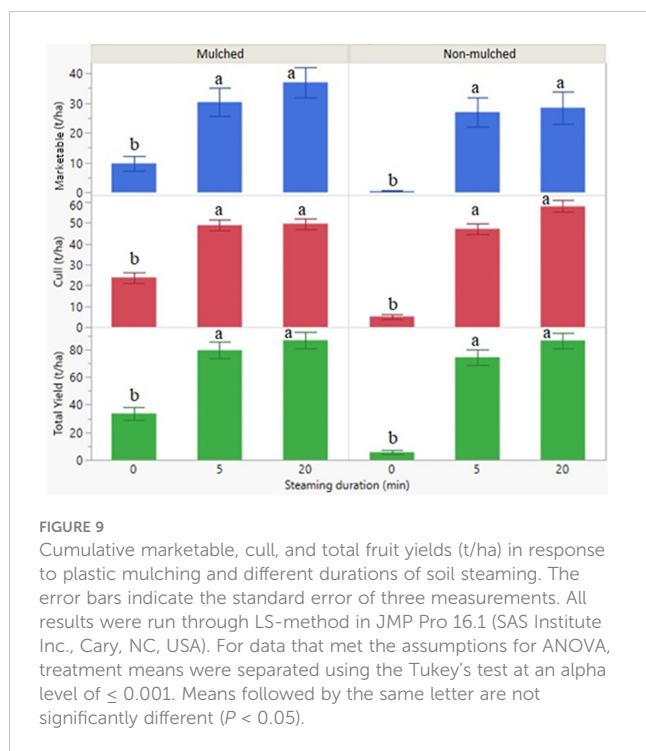 Mulched Non-mulched
40
30
20
10
0
Marketable (t/ha)
b a a b a a
60
50
40
30
20
10
0
Cull (t/ha)
b a a b a a
80
60
40
20
0
Total Yield (t/ha)
b a a b a a
0 5 20 0 5 20
Steaming duration (min)
FIGURE 9
Cumulative marketable, cull, and total fruit yields (t/ha) in response
to plastic mulching and different durations of soil steaming. The
error bars indicate the standard error of three measurements. All
results were run through LS-method in JMP Pro 16.1 (SAS Institute
Inc., Cary, NC, USA). For data that met the assumptions for ANOVA,
treatment means were separated using the Tukey's test at an alpha
level of ≤ 0.001. Means followed by the same letter are not
significantly different (P < 0.05).